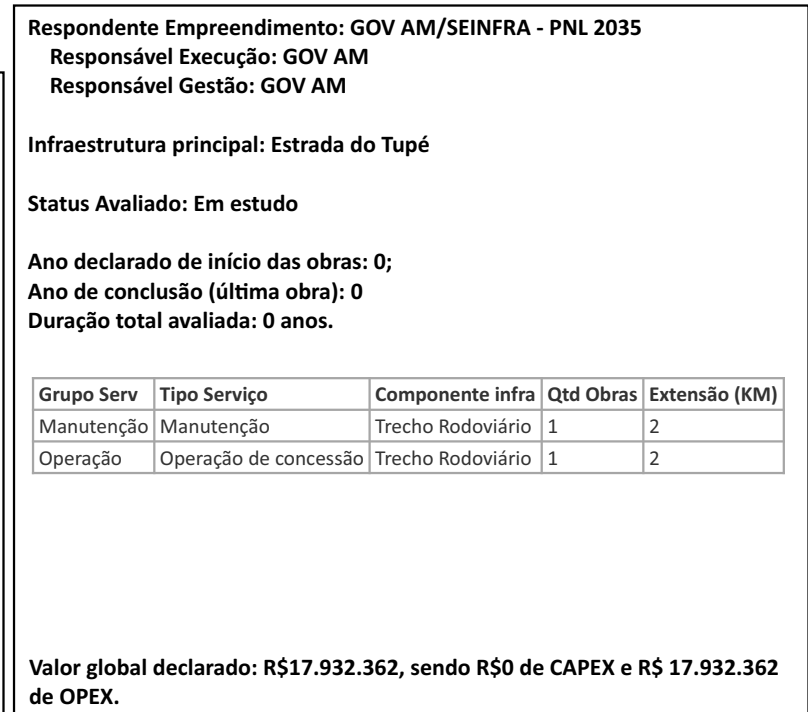 Respondente Empreendimento: GOV AM/SEINFRA - PNL 2035
Responsável Execução: GOV AM
Responsável Gestão: GOV AM
Infraestrutura principal: Estrada do Tupé
Status Avaliado: Em estudo
Ano declarado de início das obras: 0;
Ano de conclusão (última obra): 0
Duração total avaliada: 0 anos.
Grupo Serv Tipo Serviço Componente infra Qtd Obras Extensão (KM)
Manutenção Manutenção Trecho Rodoviário 1 2
Operação Operação de concessão Trecho Rodoviário 1 2
Valor global declarado: R$17.932.362, sendo R$0 de CAPEX e R$ 17.932.362
de OPEX.